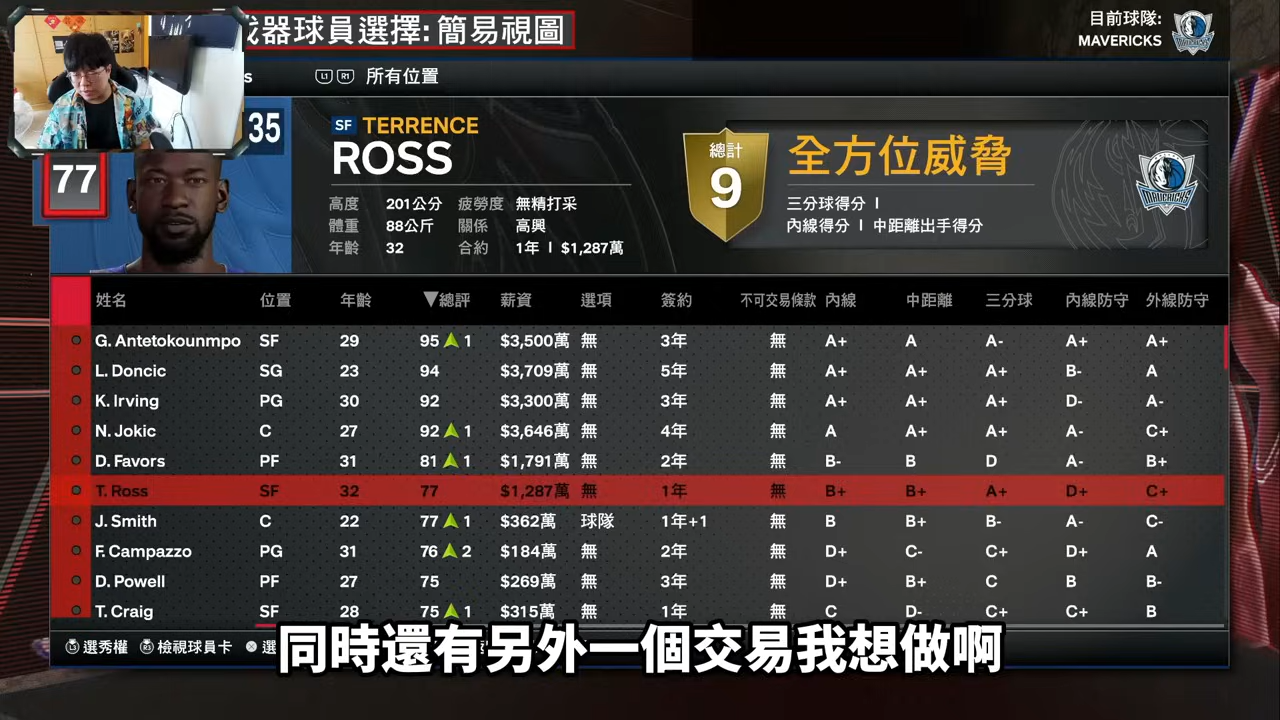 器球員選擇: 簡易視圖
目前球隊:
MAVERICKS
s L1 R1 所有位置
35
77
SF TERRENCE
ROSS
高度 201公分 疲勞度 無精打采
體重 88公斤 關係 高興
年齡 32 合約 1年 | $1,287萬
總計
9
全方位威脅
三分球得分 |
內線得分 | 中距離出手得分
MAVERICKS
姓名 位置 年齡 ▼總評 薪資 選項 簽約 不可交易條款 內線 中距離 三分球 內線防守 外線防守
G. Antetokounmpo SF 29 95 1 $3,500萬 無 3年 無 A+ A A- A+ A+
L. Doncic SG 23 94 $3,709萬 無 5年 無 A+ A+ A+ B- A
K. Irving PG 30 92 $3,300萬 無 3年 無 A+ A+ A+ D- A-
N. Jokic C 27 92 1 $3,646萬 無 4年 無 A A+ A+ A- C+
D. Favors PF 31 81 1 $1,791萬 無 2年 無 B- B D A- B+
T. Ross SF 32 77 $1,287萬 無 1年 無 B+ B+ A+ D+ C+
J. Smith C 22 77 1 $362萬 球隊 1年+1 無 B B+ B- A- C-
F. Campazzo PG 31 76 2 $184萬 無 2年 無 D+ C- C+ D+ A
D. Powell PF 27 75 $269萬 無 3年 無 D+ B+ C B B-
T. Craig SF 28 75 1 $315萬 無 1年 無 C D- C+ C+ B
選秀權 檢視球員卡 選
同時還有另外一個交易我想做啊